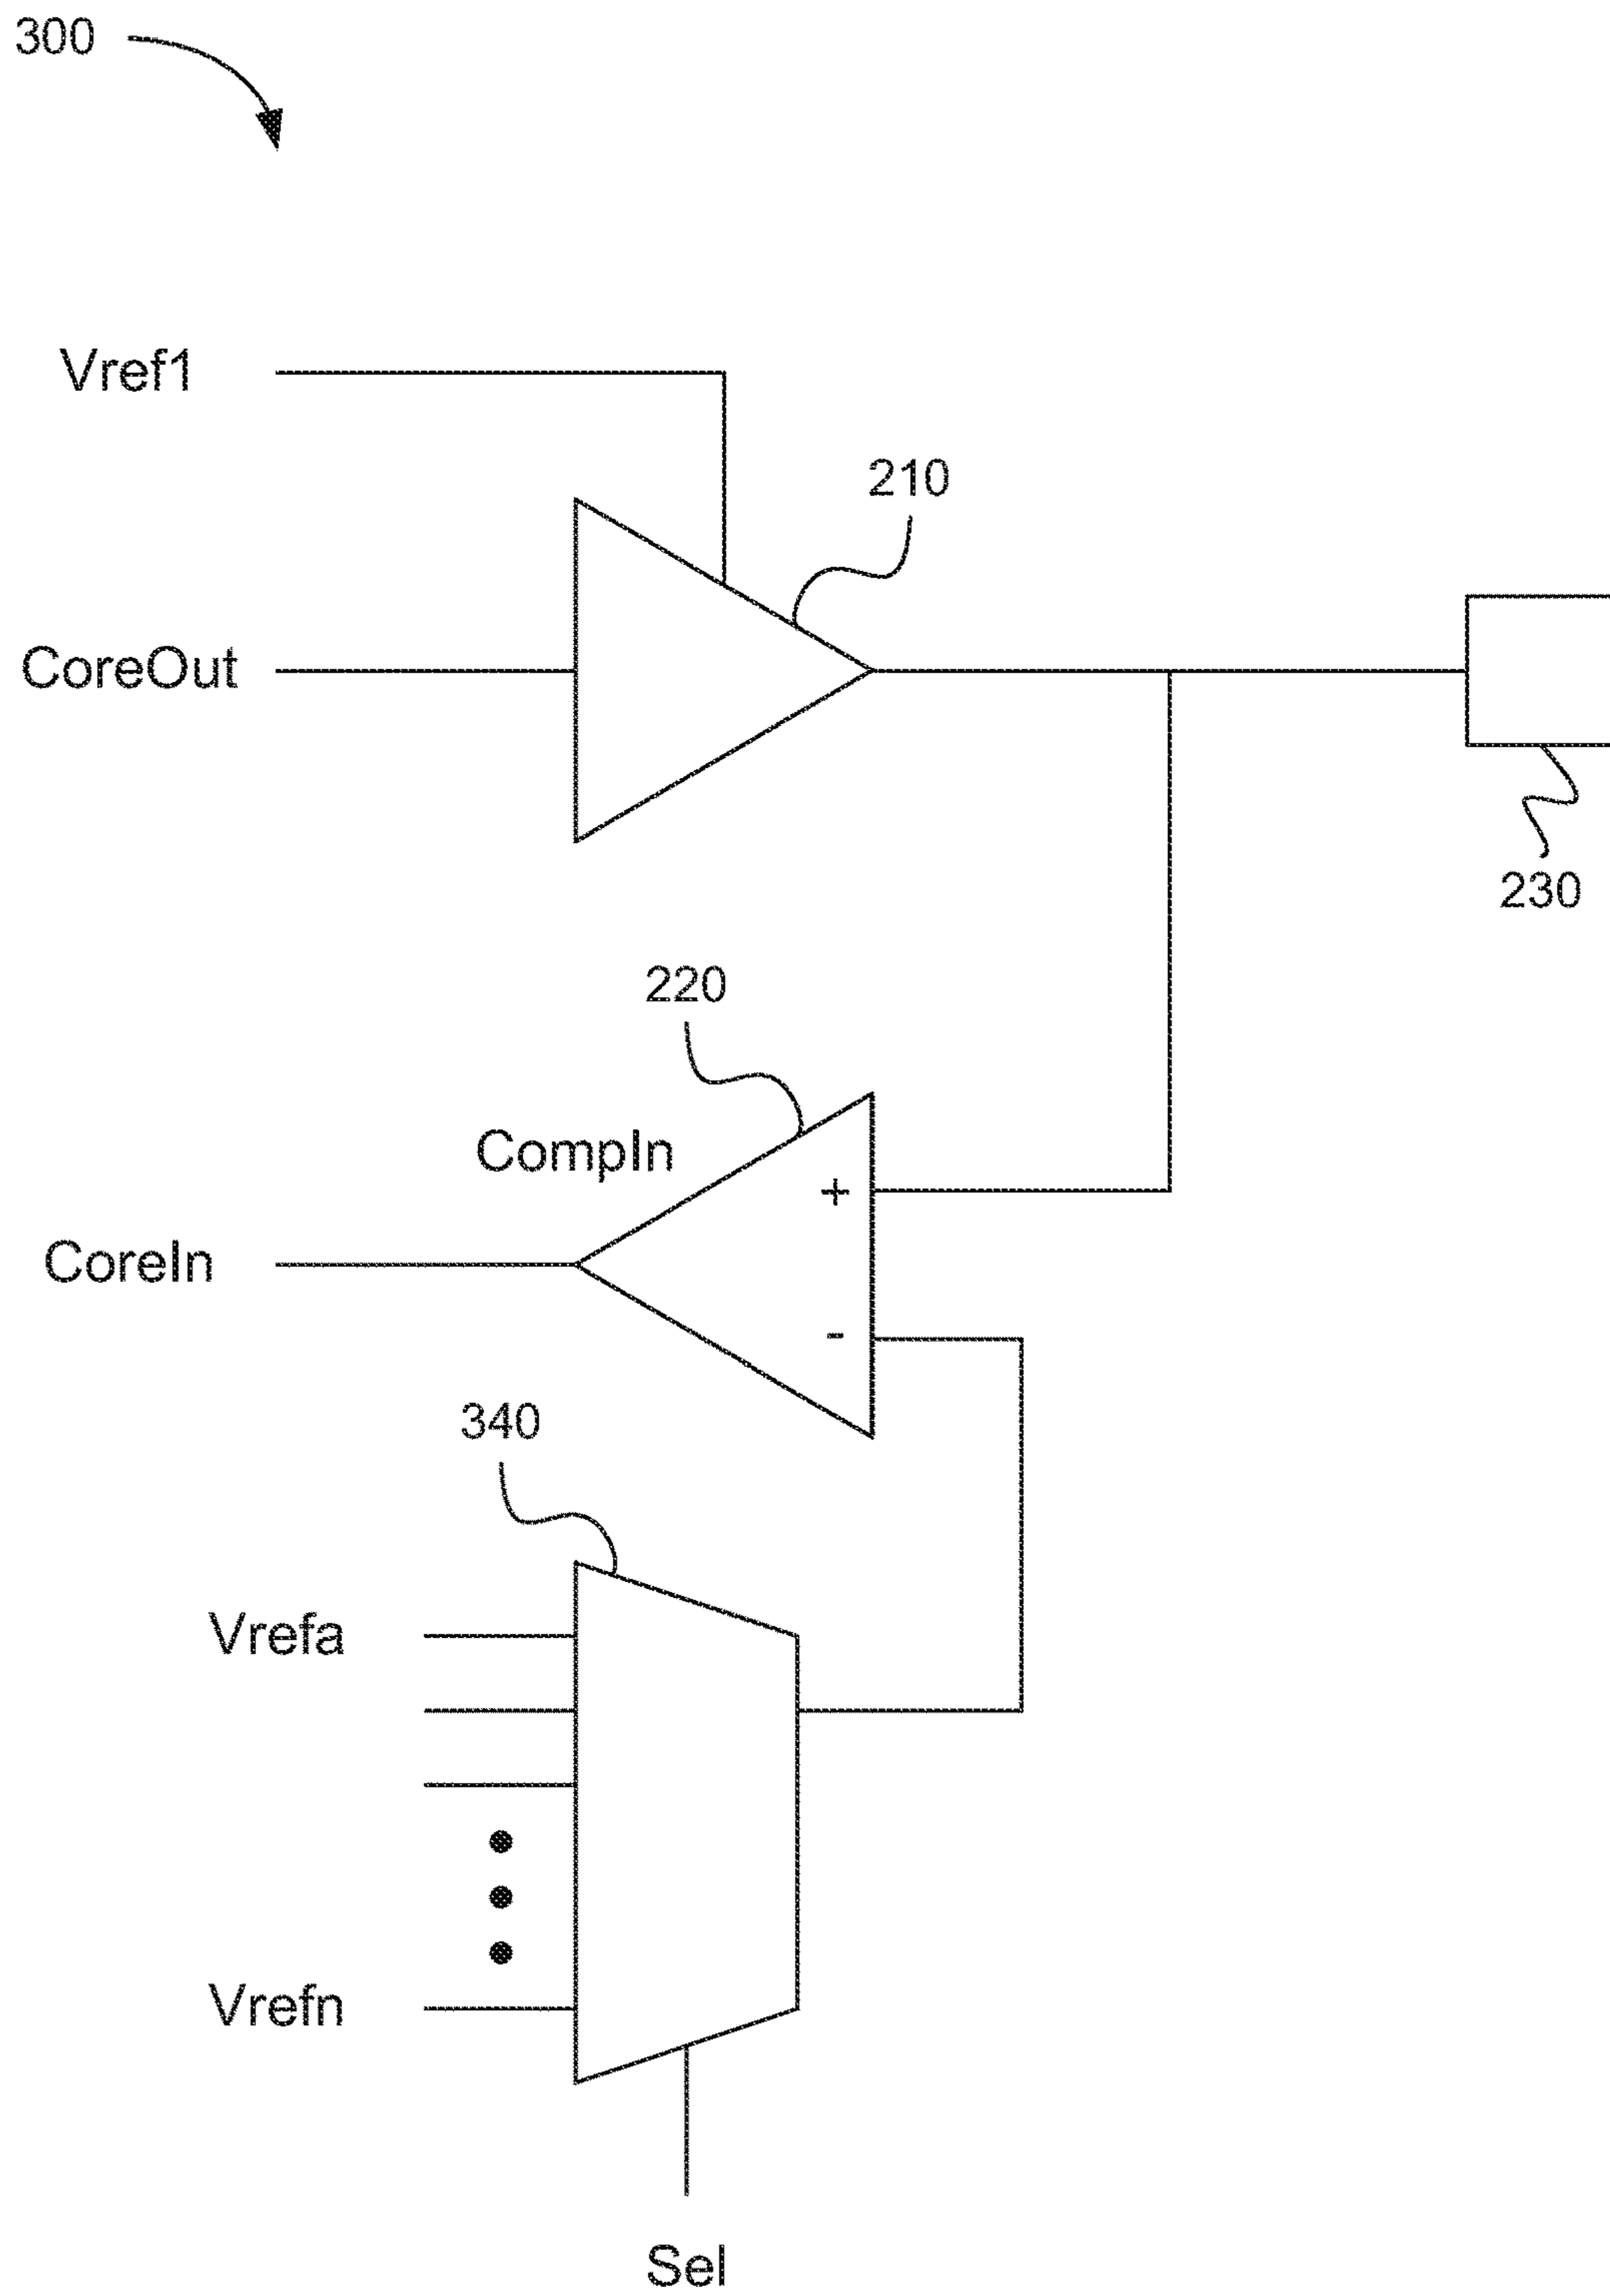 300
Vref1
210
CoreOut
230
220
CompIn
+
CoreIn
-
340
Vrefa
Vrefn
Sel